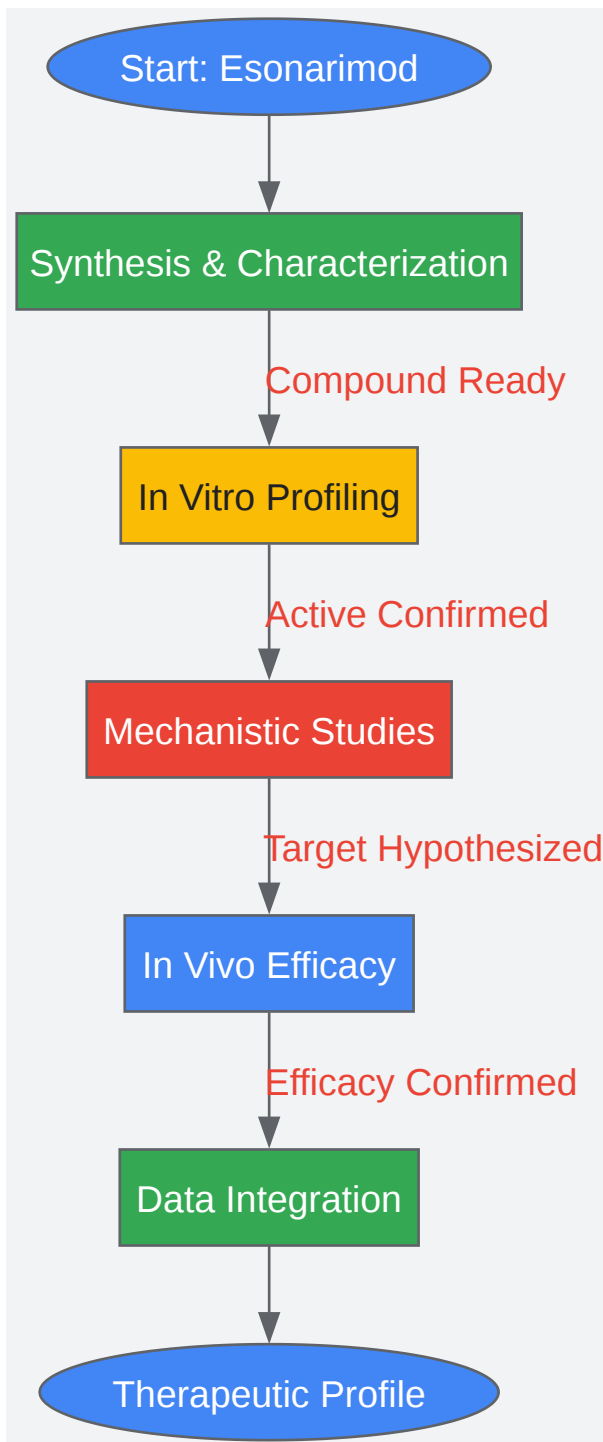 Start: Esonarimod
Synthesis & Characterization
Compound Ready
In Vitro Profiling
Active Confirmed
Mechanistic Studies
Target Hypothesized
In Vivo Efficacy
Efficacy Confirmed
Data Integration
Therapeutic Profile